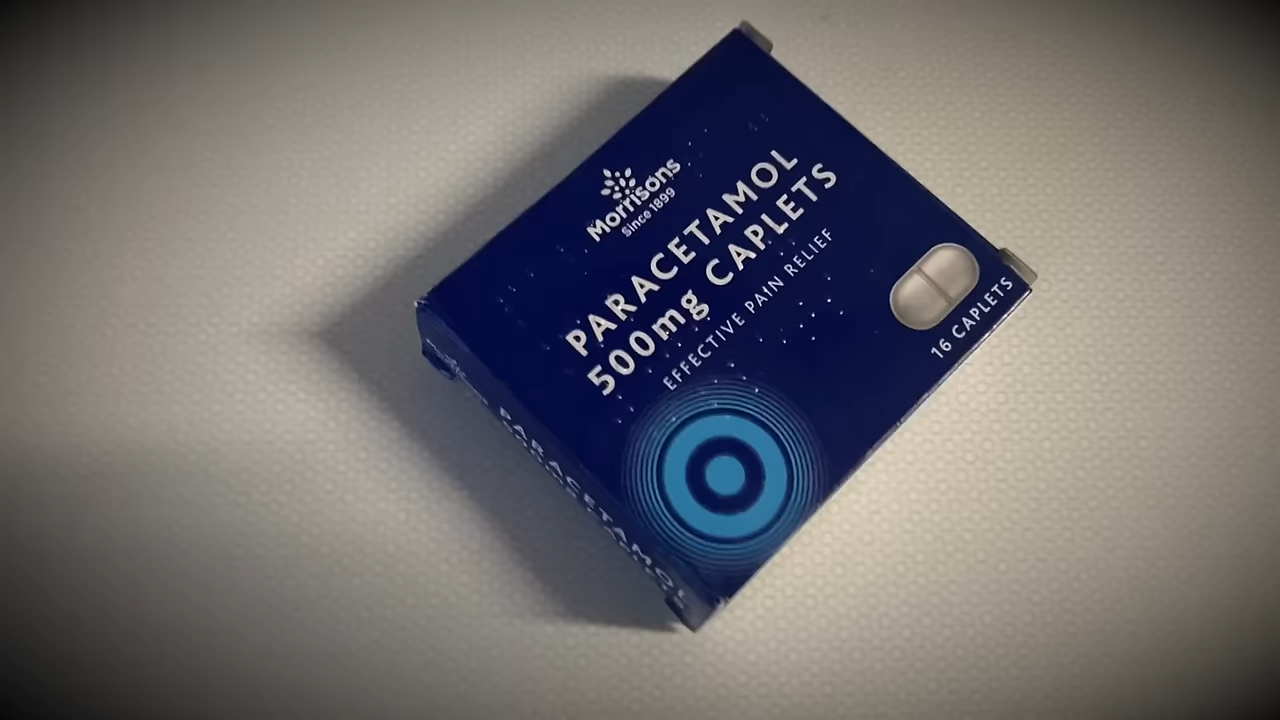 Morrisons
Since 1899
PARACETAMOL
500mg CAPLETS
EFFECTIVE PAIN RELIEF
16 CAPLETS
PARACETAMOL